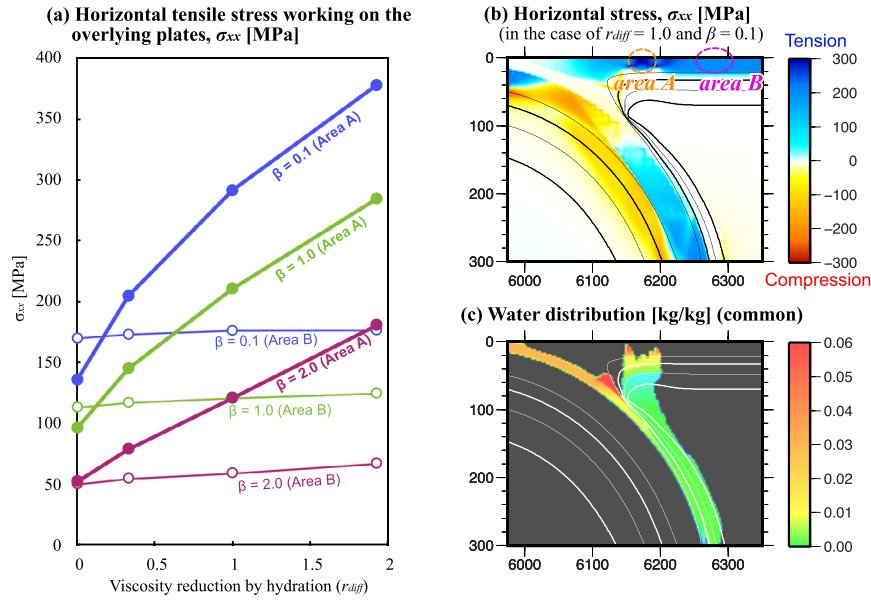 (a) Horizontal tensile stress working on the
overlying plates, σxx [MPa]
400
350
300
250
200
150
100
50
0
σxx [MPa]
β = 0.1 (Area A)
β = 1.0 (Area A)
β = 0.1 (Area B)
β = 2.0 (Area A)
β = 1.0 (Area B)
β = 2.0 (Area B)
0 0.5 1 1.5 2
Viscosity reduction by hydration (rdiff)
(b) Horizontal stress, σxx [MPa]
(in the case of rdiff = 1.0 and β = 0.1)
Tension
area A area B
0
100
200
300
6000 6100 6200 6300
300
200
100
0
−100
−200
−300
Compression
(c) Water distribution [kg/kg] (common)
0
100
200
300
6000 6100 6200 6300
0.06
0.05
0.04
0.03
0.02
0.01
0.00